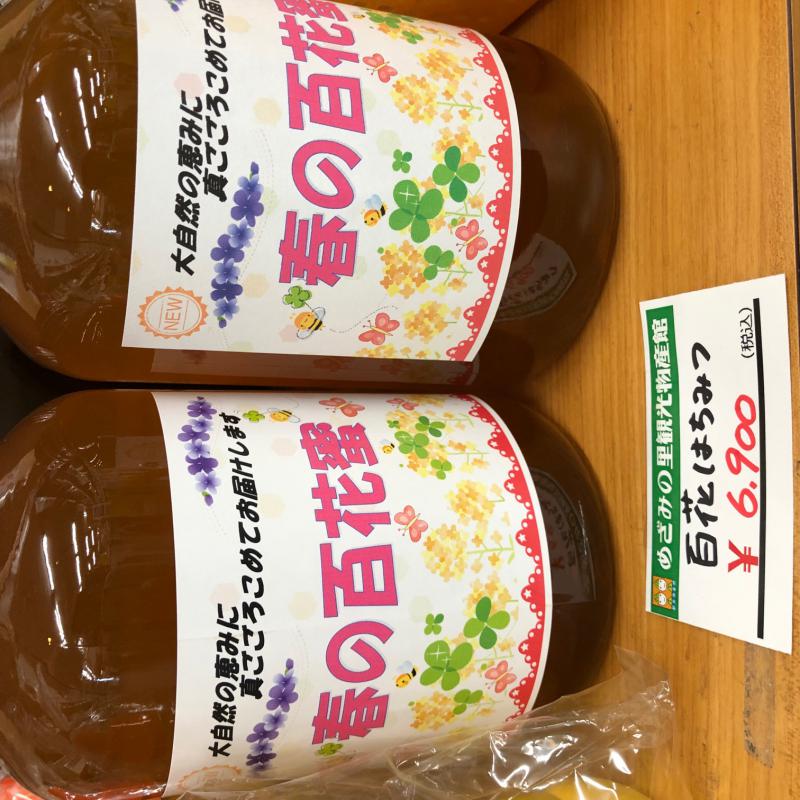 大自然の恵みに
真ごころこめてお届
春の百花蜜
NEW
大自然の恵みに
真ごころこめてお届けします
春の百花蜜
めざみの里観光物産館
百花はちみつ
¥6,900
(税込)